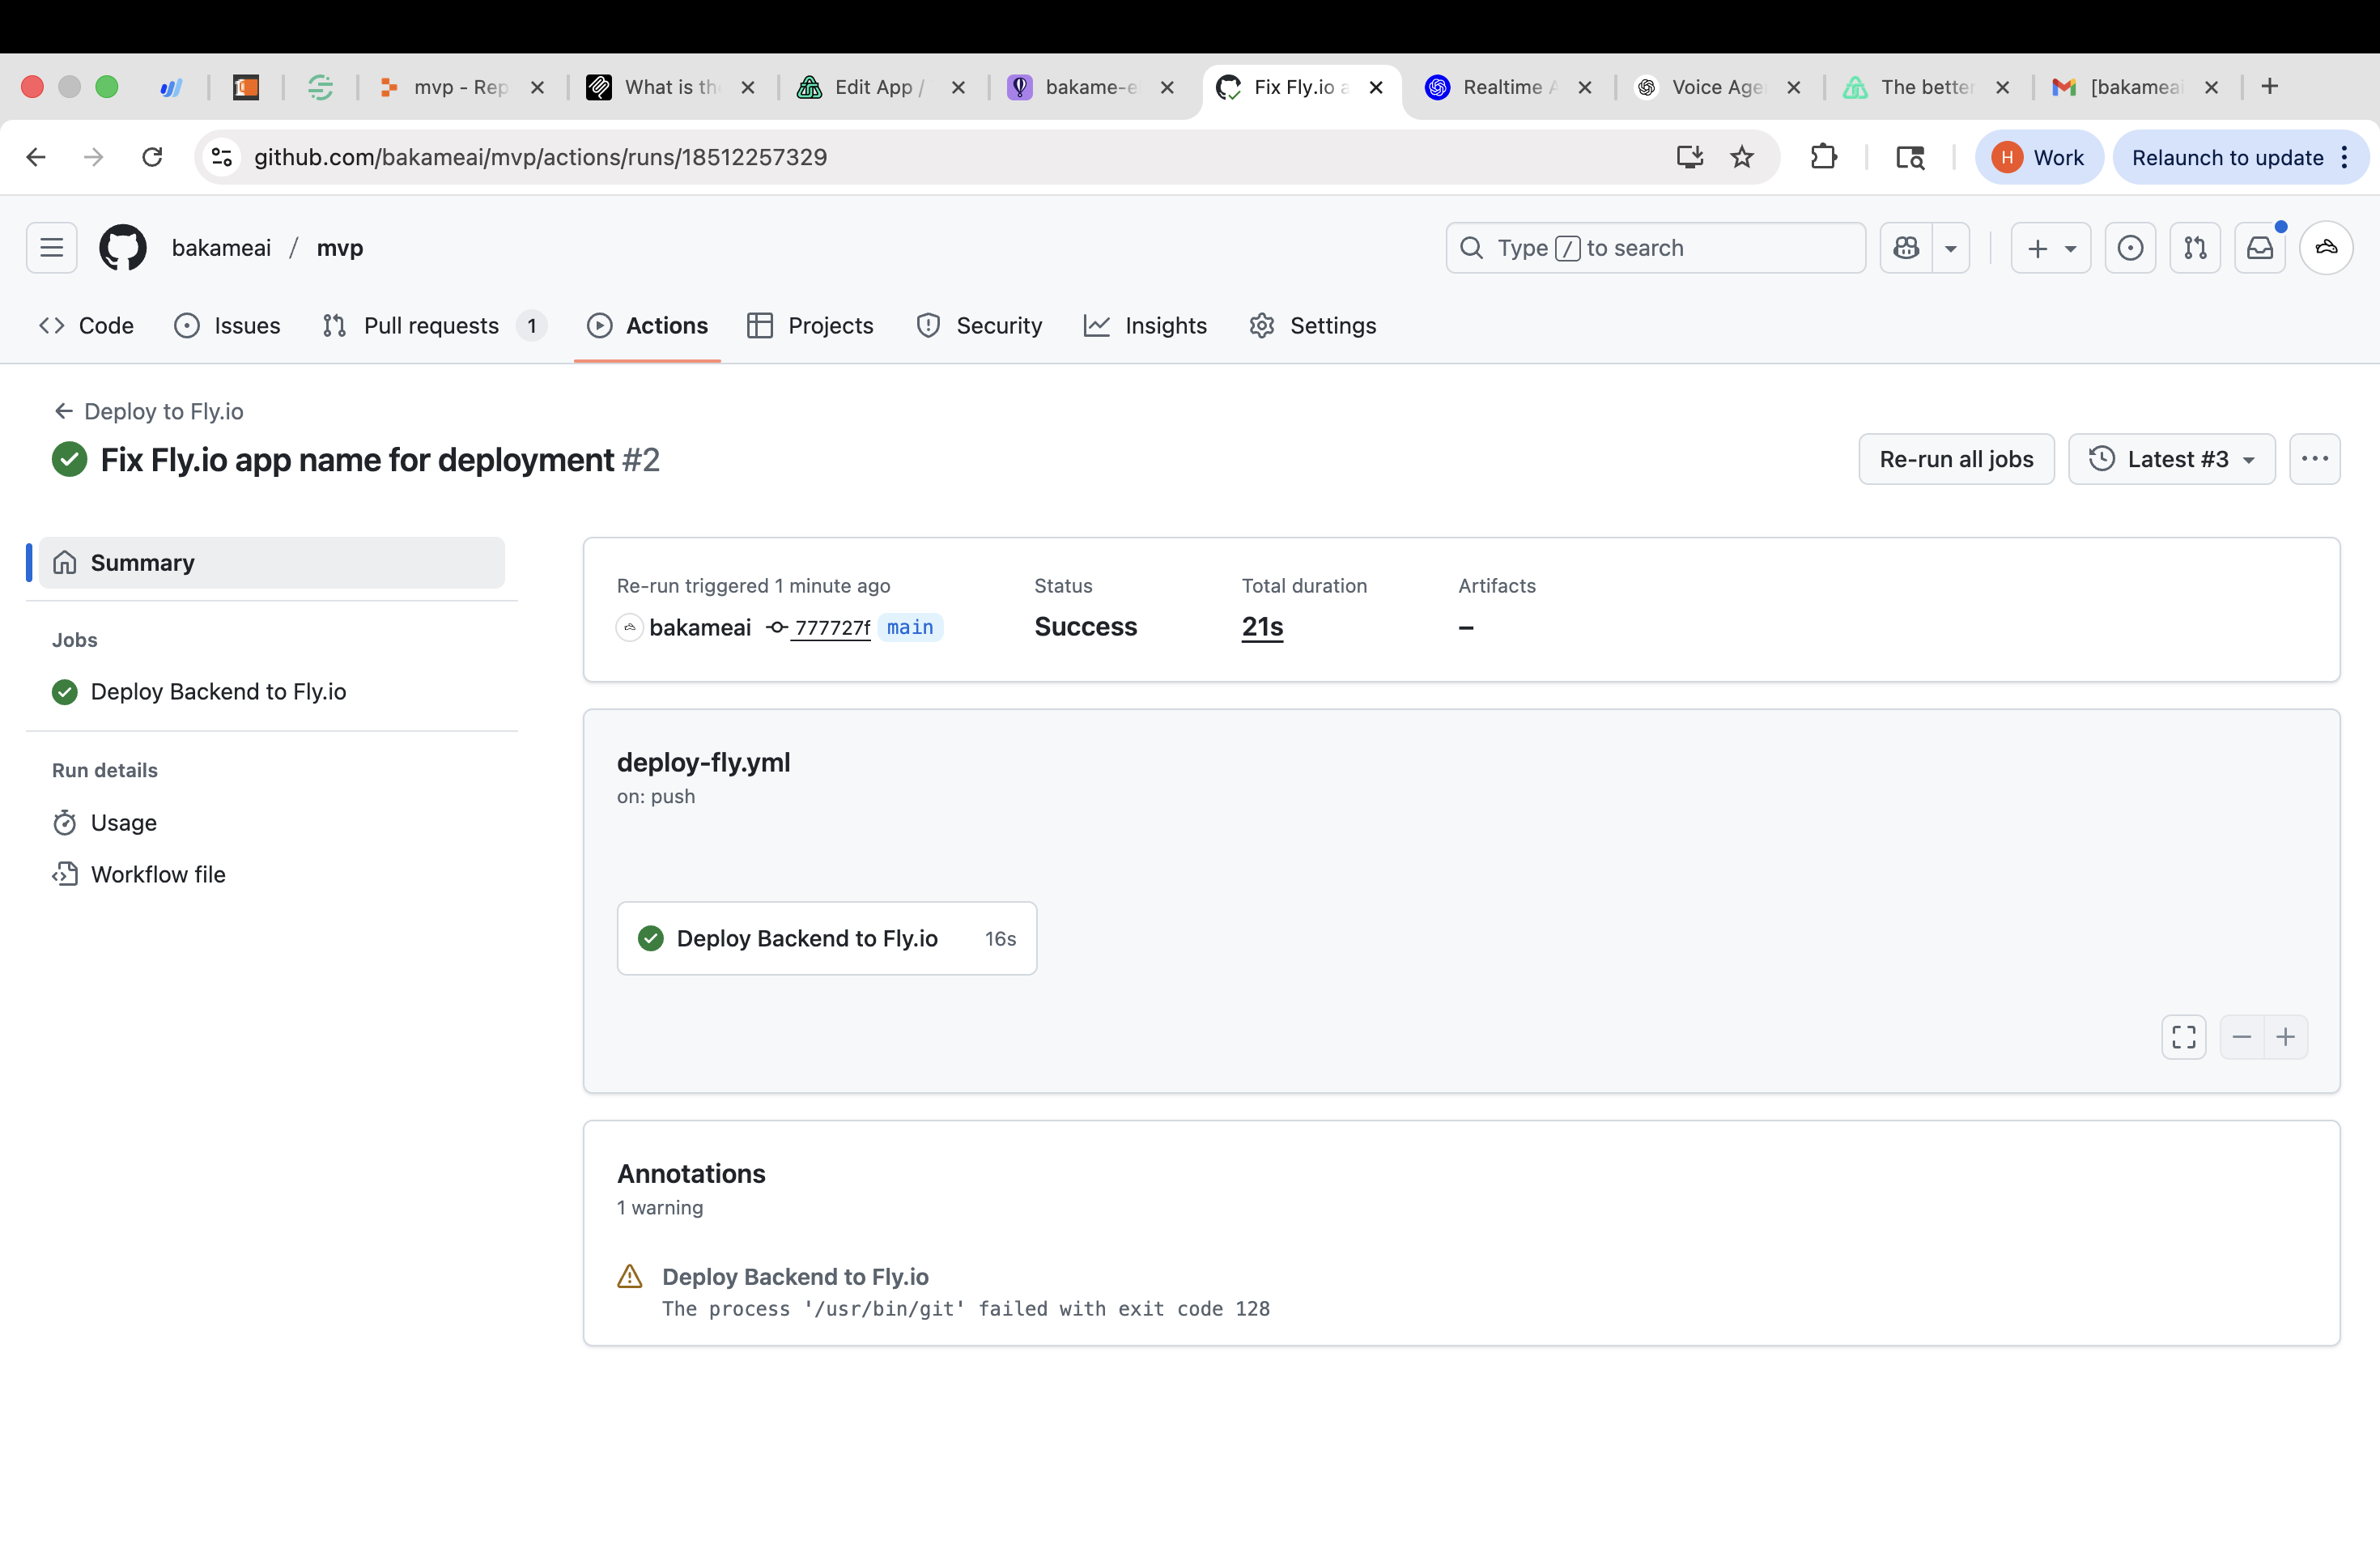 mvp - Rep
What is th
Edit App /
bakame-e
Fix Fly.io a
Realtime A
Voice Age
The better
[bakameai
github.com/bakameai/mvp/actions/runs/18512257329
H Work
Relaunch to update
bakameai / mvp
Type / to search
Code
Issues
Pull requests 1
Actions
Projects
Security
Insights
Settings
Deploy to Fly.io
Fix Fly.io app name for deployment #2
Re-run all jobs
Latest #3
Summary
Jobs
Deploy Backend to Fly.io
Run details
Usage
Workflow file
Re-run triggered 1 minute ago
bakameai 777727f main
Status
Success
Total duration
21s
Artifacts
–
deploy-fly.yml
on: push
Deploy Backend to Fly.io 16s
Annotations
1 warning
Deploy Backend to Fly.io
The process '/usr/bin/git' failed with exit code 128